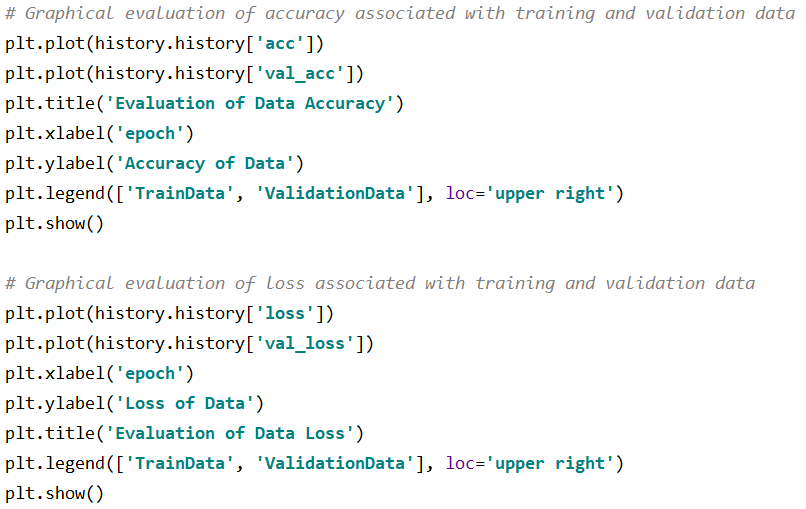 # Graphical evaluation of accuracy associated with training and validation data
plt.plot(history.history['acc'])
plt.plot(history.history['val_acc'])
plt.title('Evaluation of Data Accuracy')
plt.xlabel('epoch')
plt.ylabel('Accuracy of Data')
plt.legend(['TrainData', 'ValidationData'], loc='upper right')
plt.show()

# Graphical evaluation of loss associated with training and validation data
plt.plot(history.history['loss'])
plt.plot(history.history['val_loss'])
plt.xlabel('epoch')
plt.ylabel('Loss of Data')
plt.title('Evaluation of Data Loss')
plt.legend(['TrainData', 'ValidationData'], loc='upper right')
plt.show()